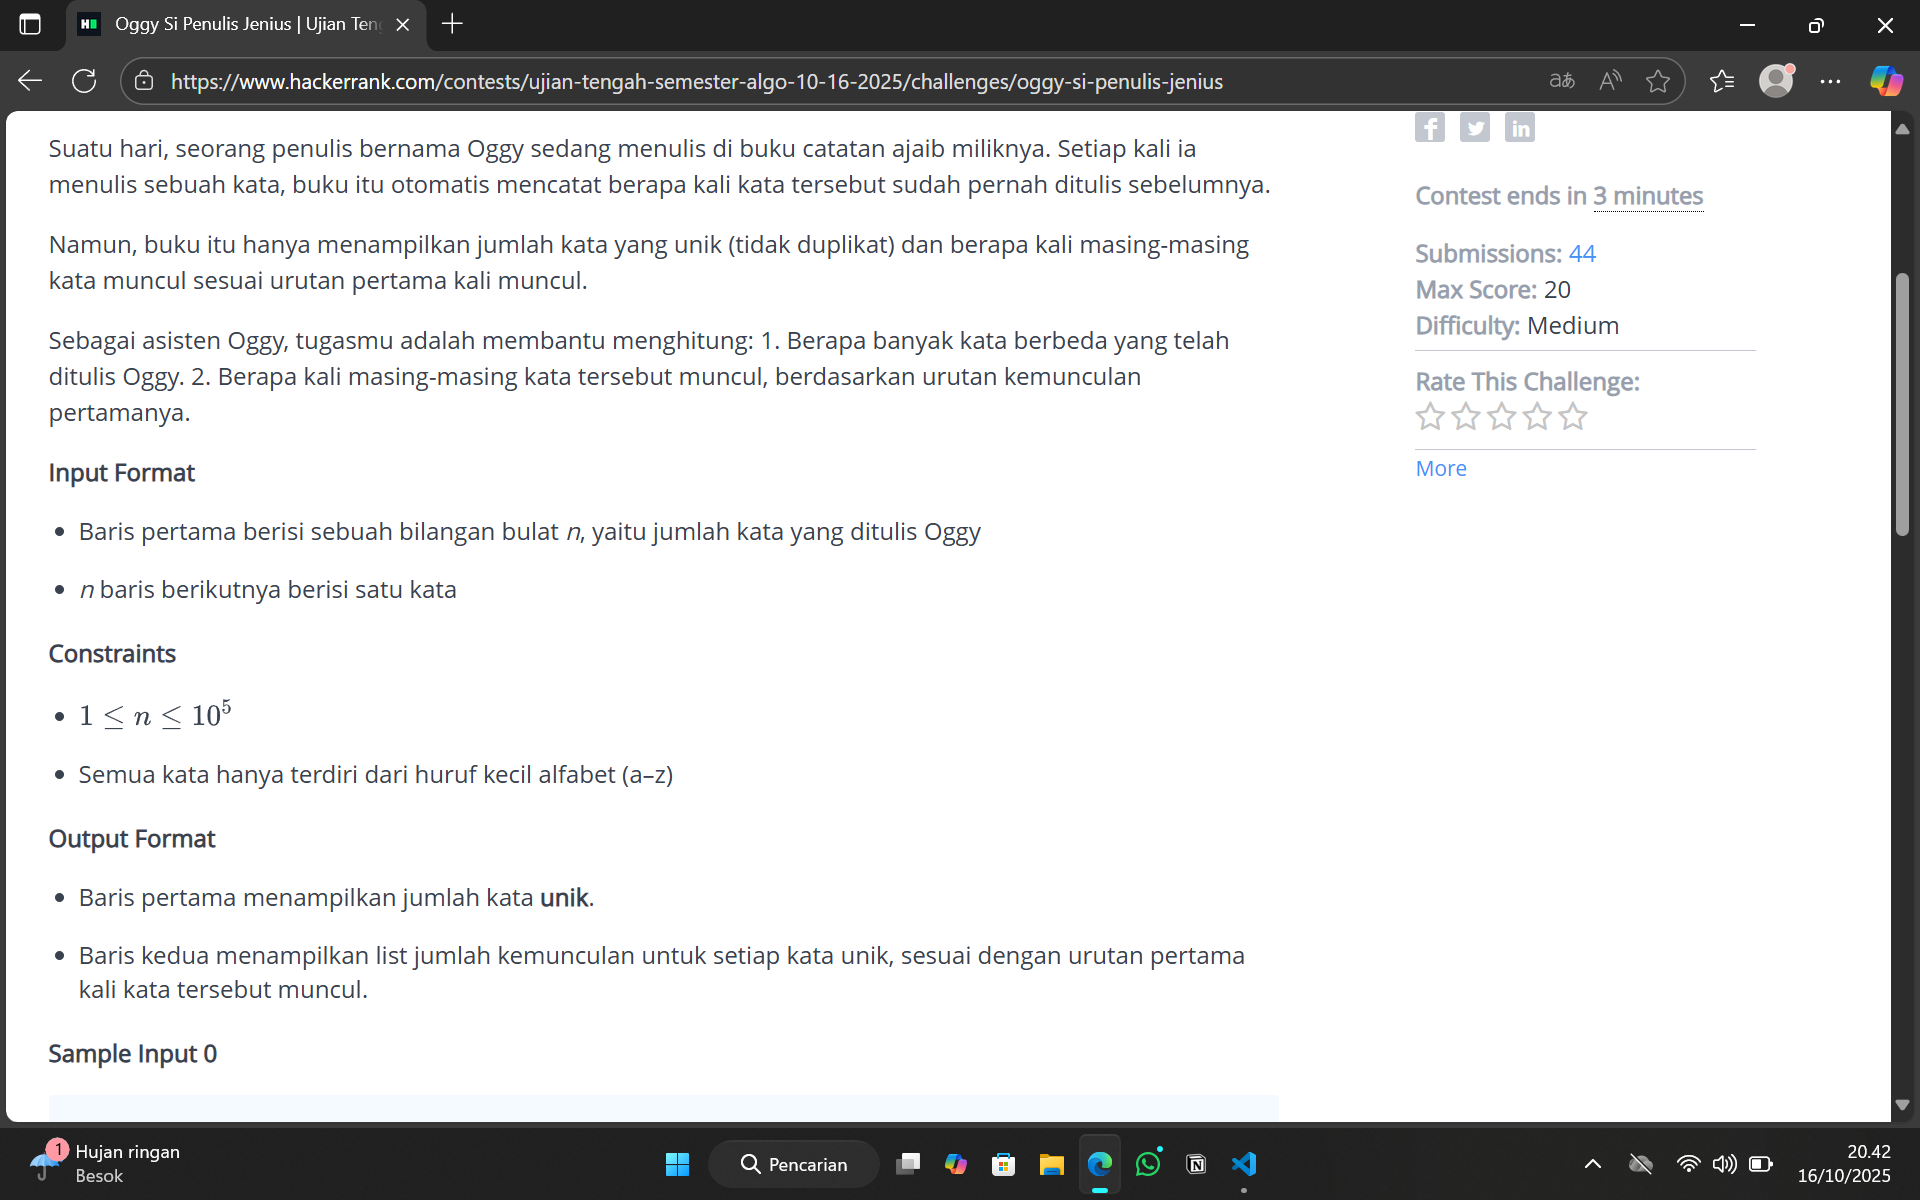 Oggy Si Penulis Jenius | Ujian Ten
https://www.hackerrank.com/contests/ujian-tengah-semester-algo-10-16-2025/challenges/oggy-si-penulis-jenius
Suatu hari, seorang penulis bernama Oggy sedang menulis di buku catatan ajaib miliknya. Setiap kali ia
menulis sebuah kata, buku itu otomatis mencatat berapa kali kata tersebut sudah pernah ditulis sebelumnya.
Namun, buku itu hanya menampilkan jumlah kata yang unik (tidak duplikat) dan berapa kali masing-masing
kata muncul sesuai urutan pertama kali muncul.
Sebagai asisten Oggy, tugasmu adalah membantu menghitung: 1. Berapa banyak kata berbeda yang telah
ditulis Oggy. 2. Berapa kali masing-masing kata tersebut muncul, berdasarkan urutan kemunculan
pertamanya.
Input Format
• Baris pertama berisi sebuah bilangan bulat n, yaitu jumlah kata yang ditulis Oggy
• n baris berikutnya berisi satu kata
Constraints
• 1 ≤ n ≤ 10⁵
• Semua kata hanya terdiri dari huruf kecil alfabet (a–z)
Output Format
• Baris pertama menampilkan jumlah kata unik.
• Baris kedua menampilkan list jumlah kemunculan untuk setiap kata unik, sesuai dengan urutan pertama
kali kata tersebut muncul.
Sample Input 0
Contest ends in 3 minutes
Submissions: 44
Max Score: 20
Difficulty: Medium
Rate This Challenge:
More
1
Hujan ringan
Besok
Pencarian
20.42
16/10/2025